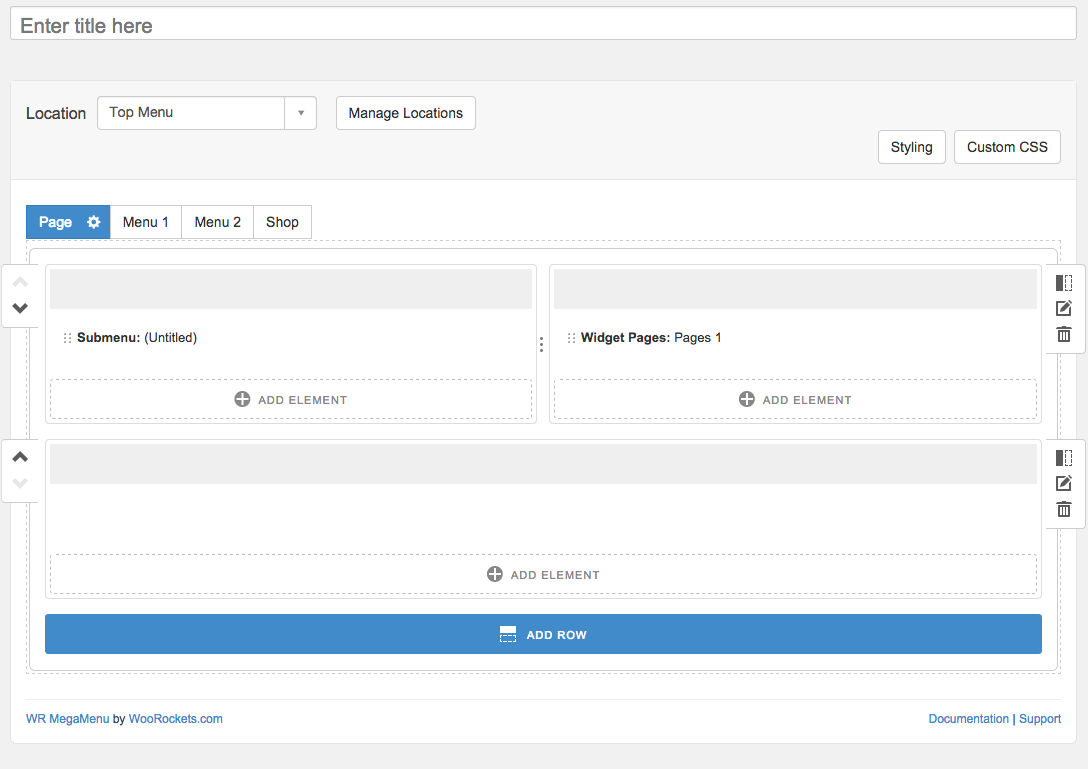 Enter title here
Location Top Menu Manage Locations
Styling Custom CSS
Page Menu 1 Menu 2 Shop
Submenu: (Untitled) Widget Pages: Pages 1
ADD ELEMENT ADD ELEMENT
ADD ELEMENT
ADD ROW
WR MegaMenu by WooRockets.com Documentation | Support